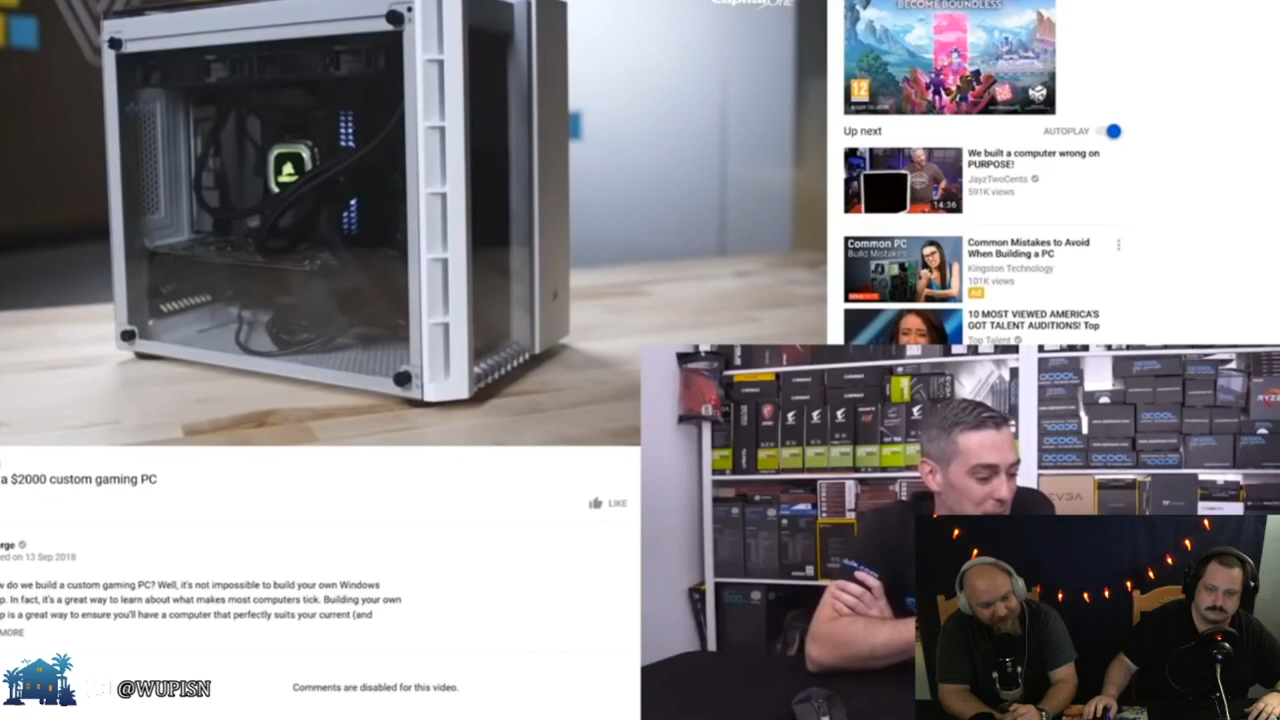 BECOME BOUNDLESS
12
Up next
AUTOPLAY
We built a computer wrong on
PURPOSE!
JayzTwoCents
591K views
14:36
Common PC
Build Mistakes
Common Mistakes to Avoid
When Building a PC
Kingston Technology
101K views
Ad
10 MOST VIEWED AMERICA'S
GOT TALENT AUDITIONS! Top
Top Talent
a $2000 custom gaming PC
LIKE
rge
ed on 13 Sep 2018
w do we build a custom gaming PC? Well, it's not impossible to build your own Windows
p. In fact, it's a great way to learn about what makes most computers tick. Building your own
p is a great way to ensure you'll have a computer that perfectly suits your current (and
MORE
Comments are disabled for this video.
@WUPISN
EVGA
RYZE